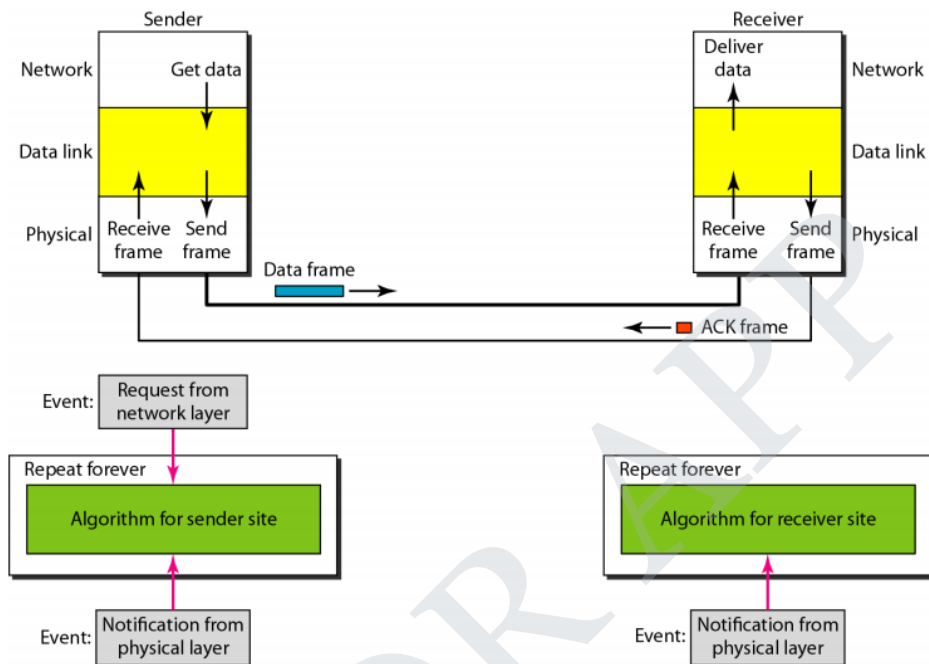 Sender
Receiver
Network
Get data
Deliver
data
Network
Data link
Data link
Physical
Receive
frame
Send
frame
Receive
frame
Send
frame
Physical
Data frame
ACK frame
Event:
Request from
network layer
Repeat forever
Algorithm for sender site
Repeat forever
Algorithm for receiver site
Event:
Notification from
physical layer
Event:
Notification from
physical layer
OR APP